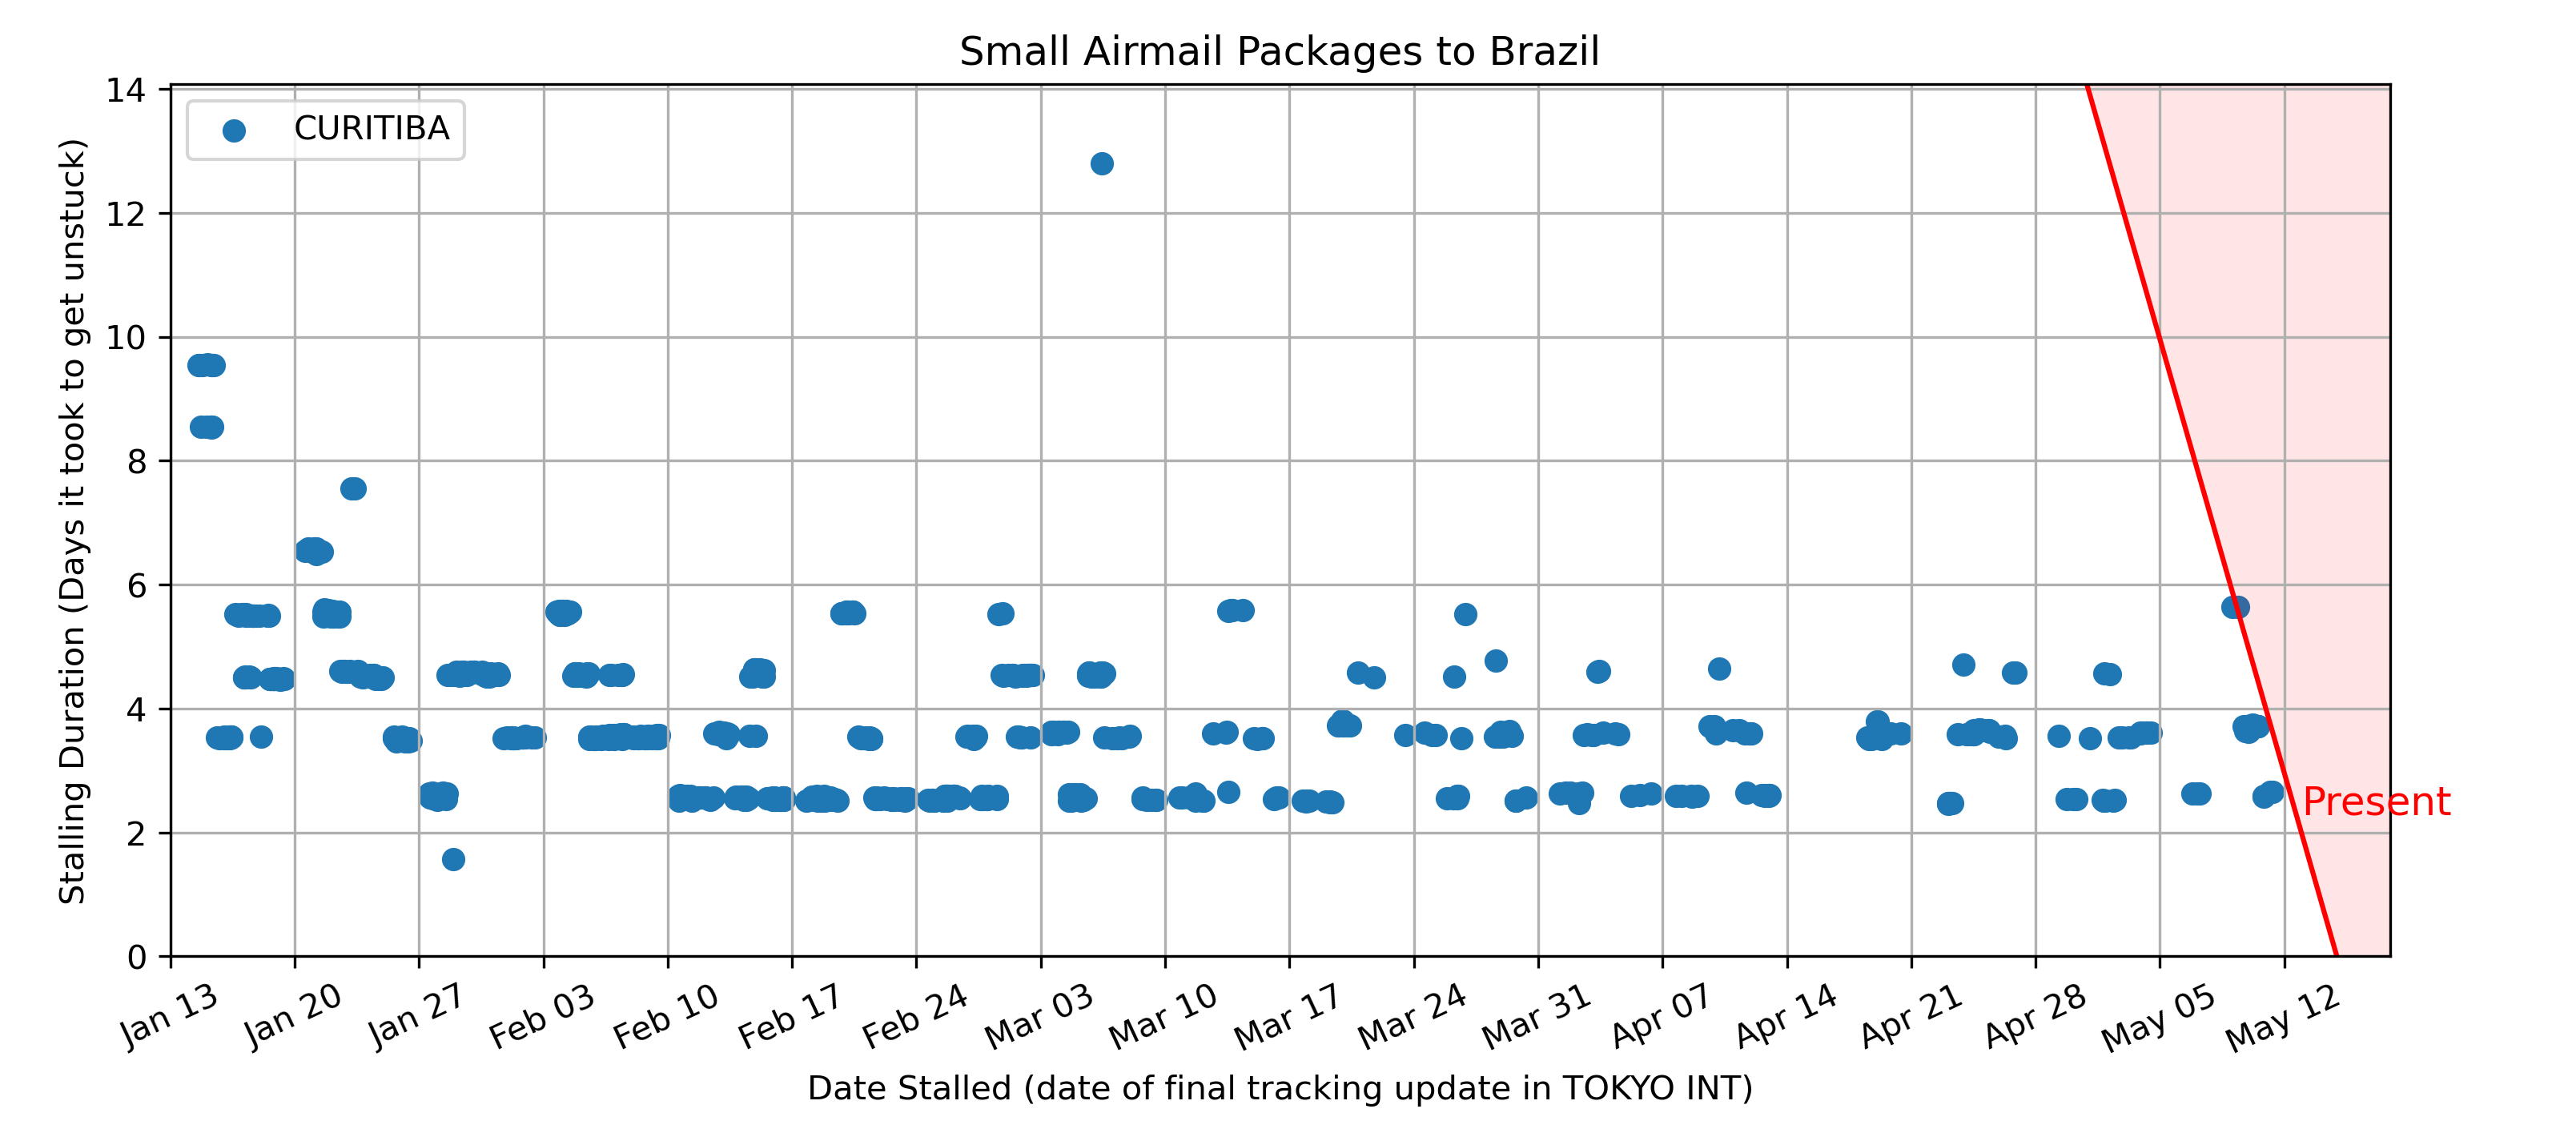 Small Airmail Packages to Brazil
CURITIBA
Stalling Duration (Days it took to get unstuck)
14
12
10
8
6
4
2
0
Present
Jan 13
Jan 20
Jan 27
Feb 03
Feb 10
Feb 17
Feb 24
Mar 03
Mar 10
Mar 17
Mar 24
Mar 31
Apr 07
Apr 14
Apr 21
Apr 28
May 05
May 12
Date Stalled (date of final tracking update in TOKYO INT)